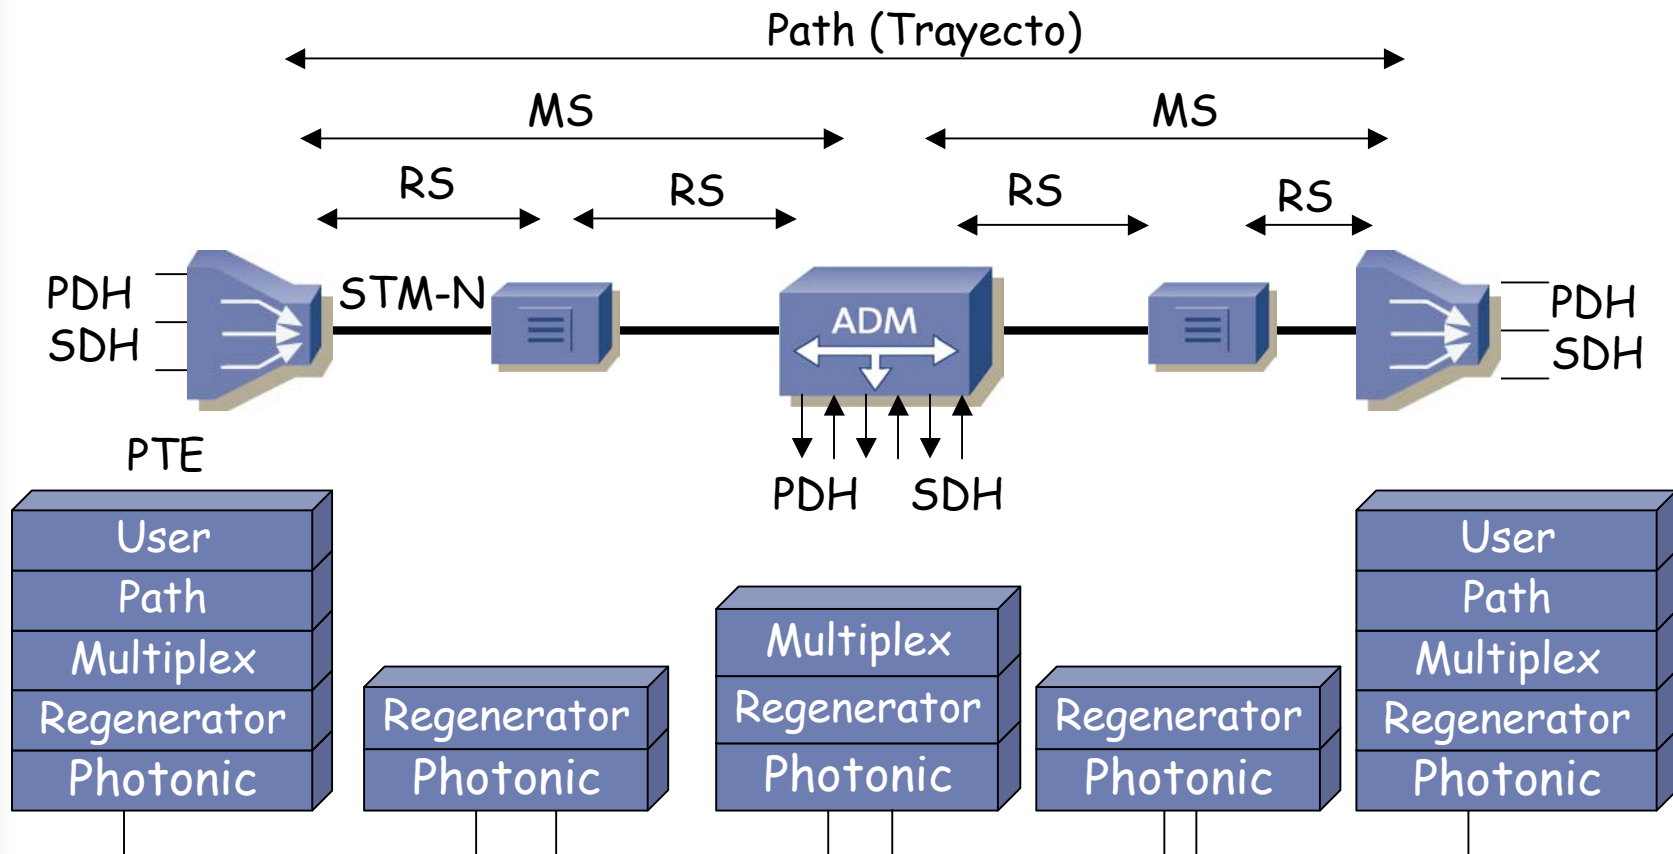 Path (Trayecto)
MS
MS
RS
RS
RS
RS
PDH
SDH
STM-N
ADM
PDH
SDH
PTE
PDH
SDH
User
Path
Multiplex
Regenerator
Photonic
Regenerator
Photonic
Multiplex
Regenerator
Photonic
Regenerator
Photonic
User
Path
Multiplex
Regenerator
Photonic